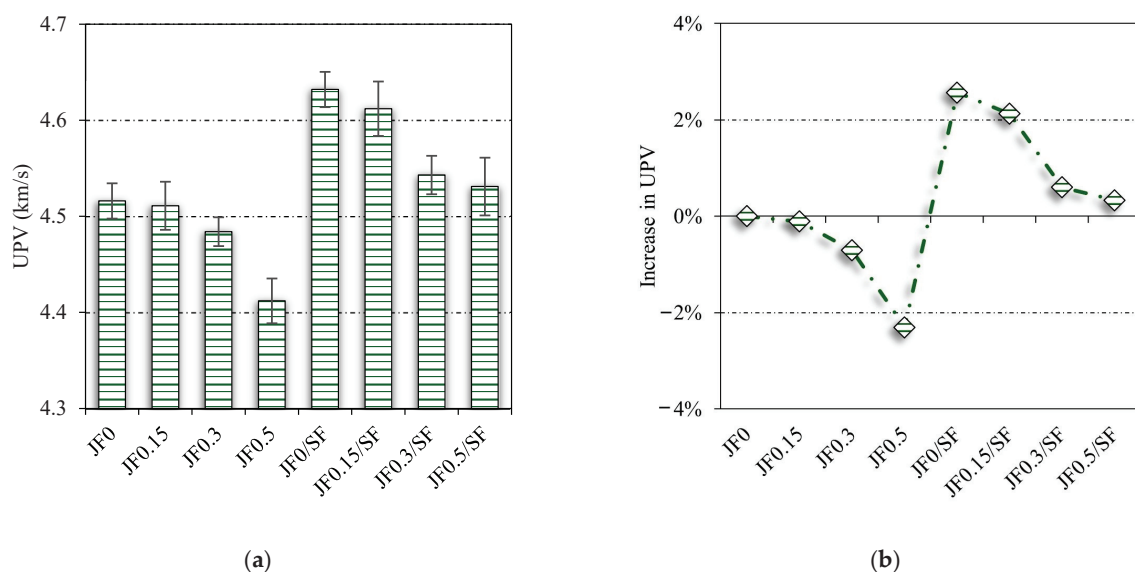 4.7
4.6
4.5
4.4
4.3
UPV (km/s)
JF0
JF0.15
JF0.3
JF0.5
JF0/SF
JF0.15/SF
JF0.3/SF
JF0.5/SF
(a)
4%
2%
0%
−2%
−4%
Increase in UPV
JF0
JF0.15
JF0.3
JF0.5
JF0/SF
JF0.15/SF
JF0.3/SF
JF0.5/SF
(b)